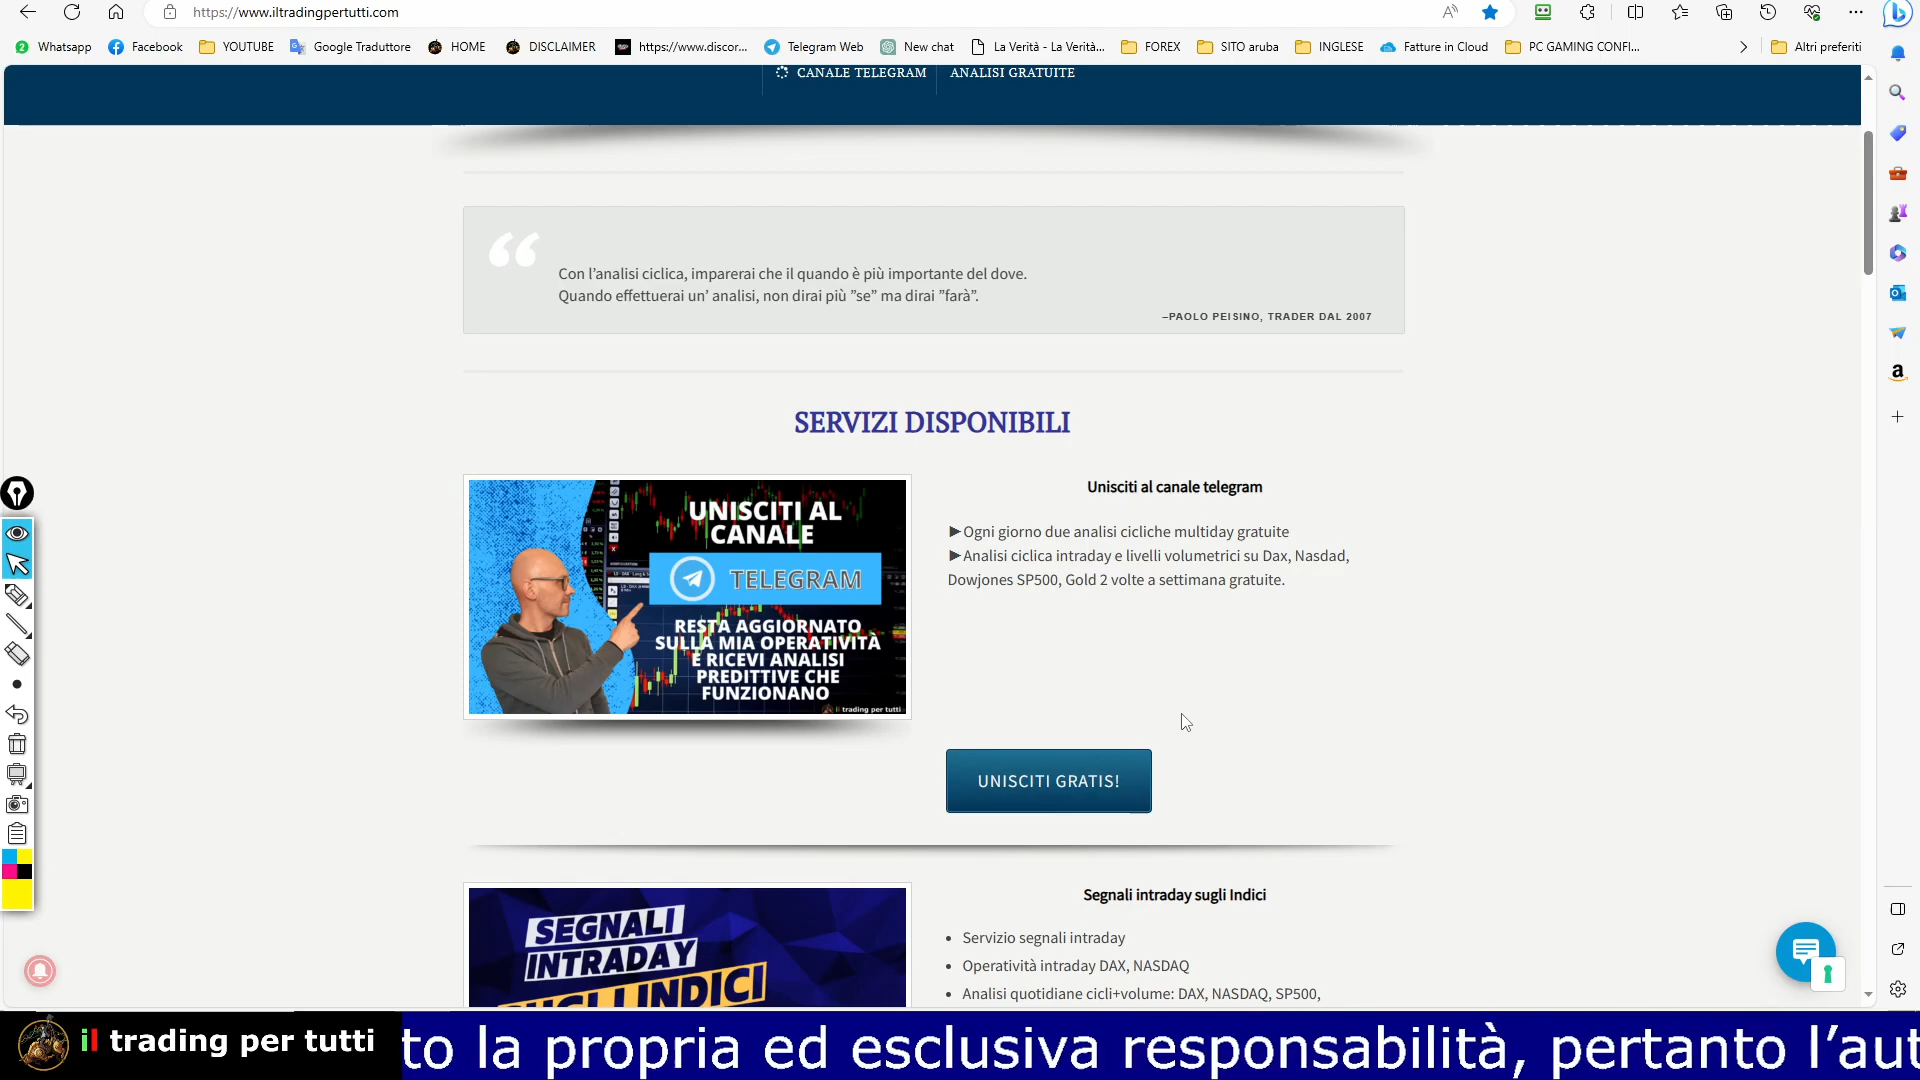 https://www.iltradingpertutti.com
Whatsapp
Facebook
YOUTUBE
Google Traduttore
HOME
DISCLAIMER
https://www.discor...
Telegram Web
New chat
La Verità - La Verità...
FOREX
SITO aruba
INGLESE
Fatture in Cloud
PC GAMING CONFI...
Altri preferiti
CANALE TELEGRAM
ANALISI GRATUITE
Con l’analisi ciclica, imparerai che il quando è più importante del dove.
Quando effettuerai un’ analisi, non dirai più ”se” ma dirai ”farà”.
–PAOLO PEISINO, TRADER DAL 2007
SERVIZI DISPONIBILI
UNISCITI AL
CANALE
TELEGRAM
RESTA AGGIORNATO
SULLA MIA OPERATIVITÀ
E RICEVI ANALISI
PREDITTIVE CHE
FUNZIONANO
il trading per tutti
Unisciti al canale telegram
►Ogni giorno due analisi cicliche multiday gratuite
►Analisi ciclica intraday e livelli volumetrici su Dax, Nasdad,
Dowjones SP500, Gold 2 volte a settimana gratuite.
UNISCITI GRATIS!
SEGNALI
INTRADAY
SUGLI INDICI
Segnali intraday sugli Indici
• Servizio segnali intraday
• Operatività intraday DAX, NASDAQ
• Analisi quotidiane cicli+volume: DAX, NASDAQ, SP500,
il trading per tutti
to la propria ed esclusiva responsabilità, pertanto l’aut